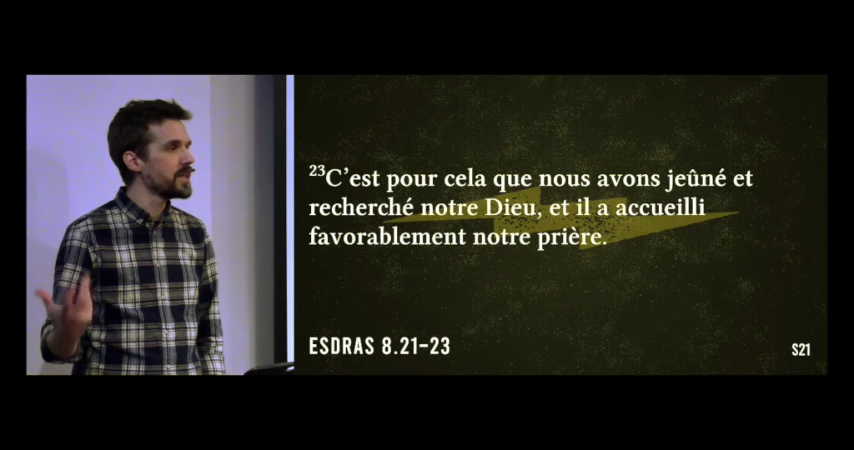 ²³C’est pour cela que nous avons jeûné et
recherché notre Dieu, et il a accueilli
favorablement notre prière.
ESDRAS 8.21-23
S21